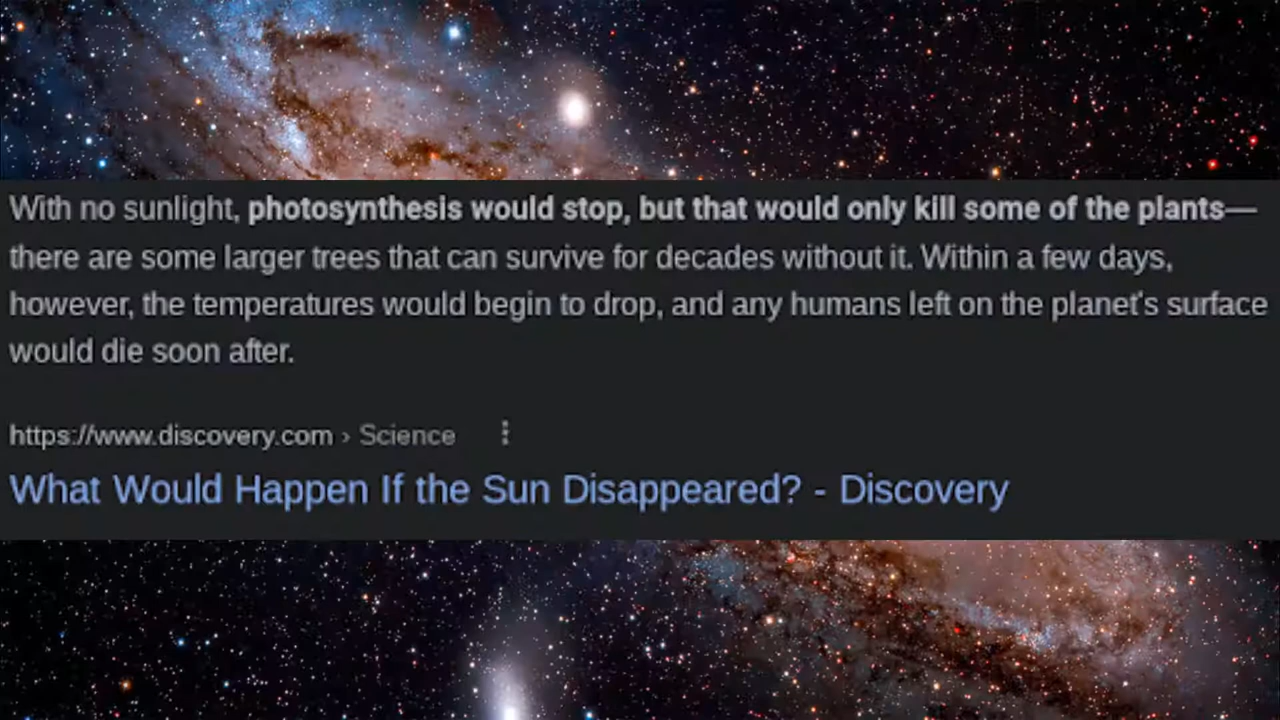 With no sunlight, photosynthesis would stop, but that would only kill some of the plants—
there are some larger trees that can survive for decades without it. Within a few days,
however, the temperatures would begin to drop, and any humans left on the planet's surface
would die soon after.
https://www.discovery.com › Science
What Would Happen If the Sun Disappeared? - Discovery